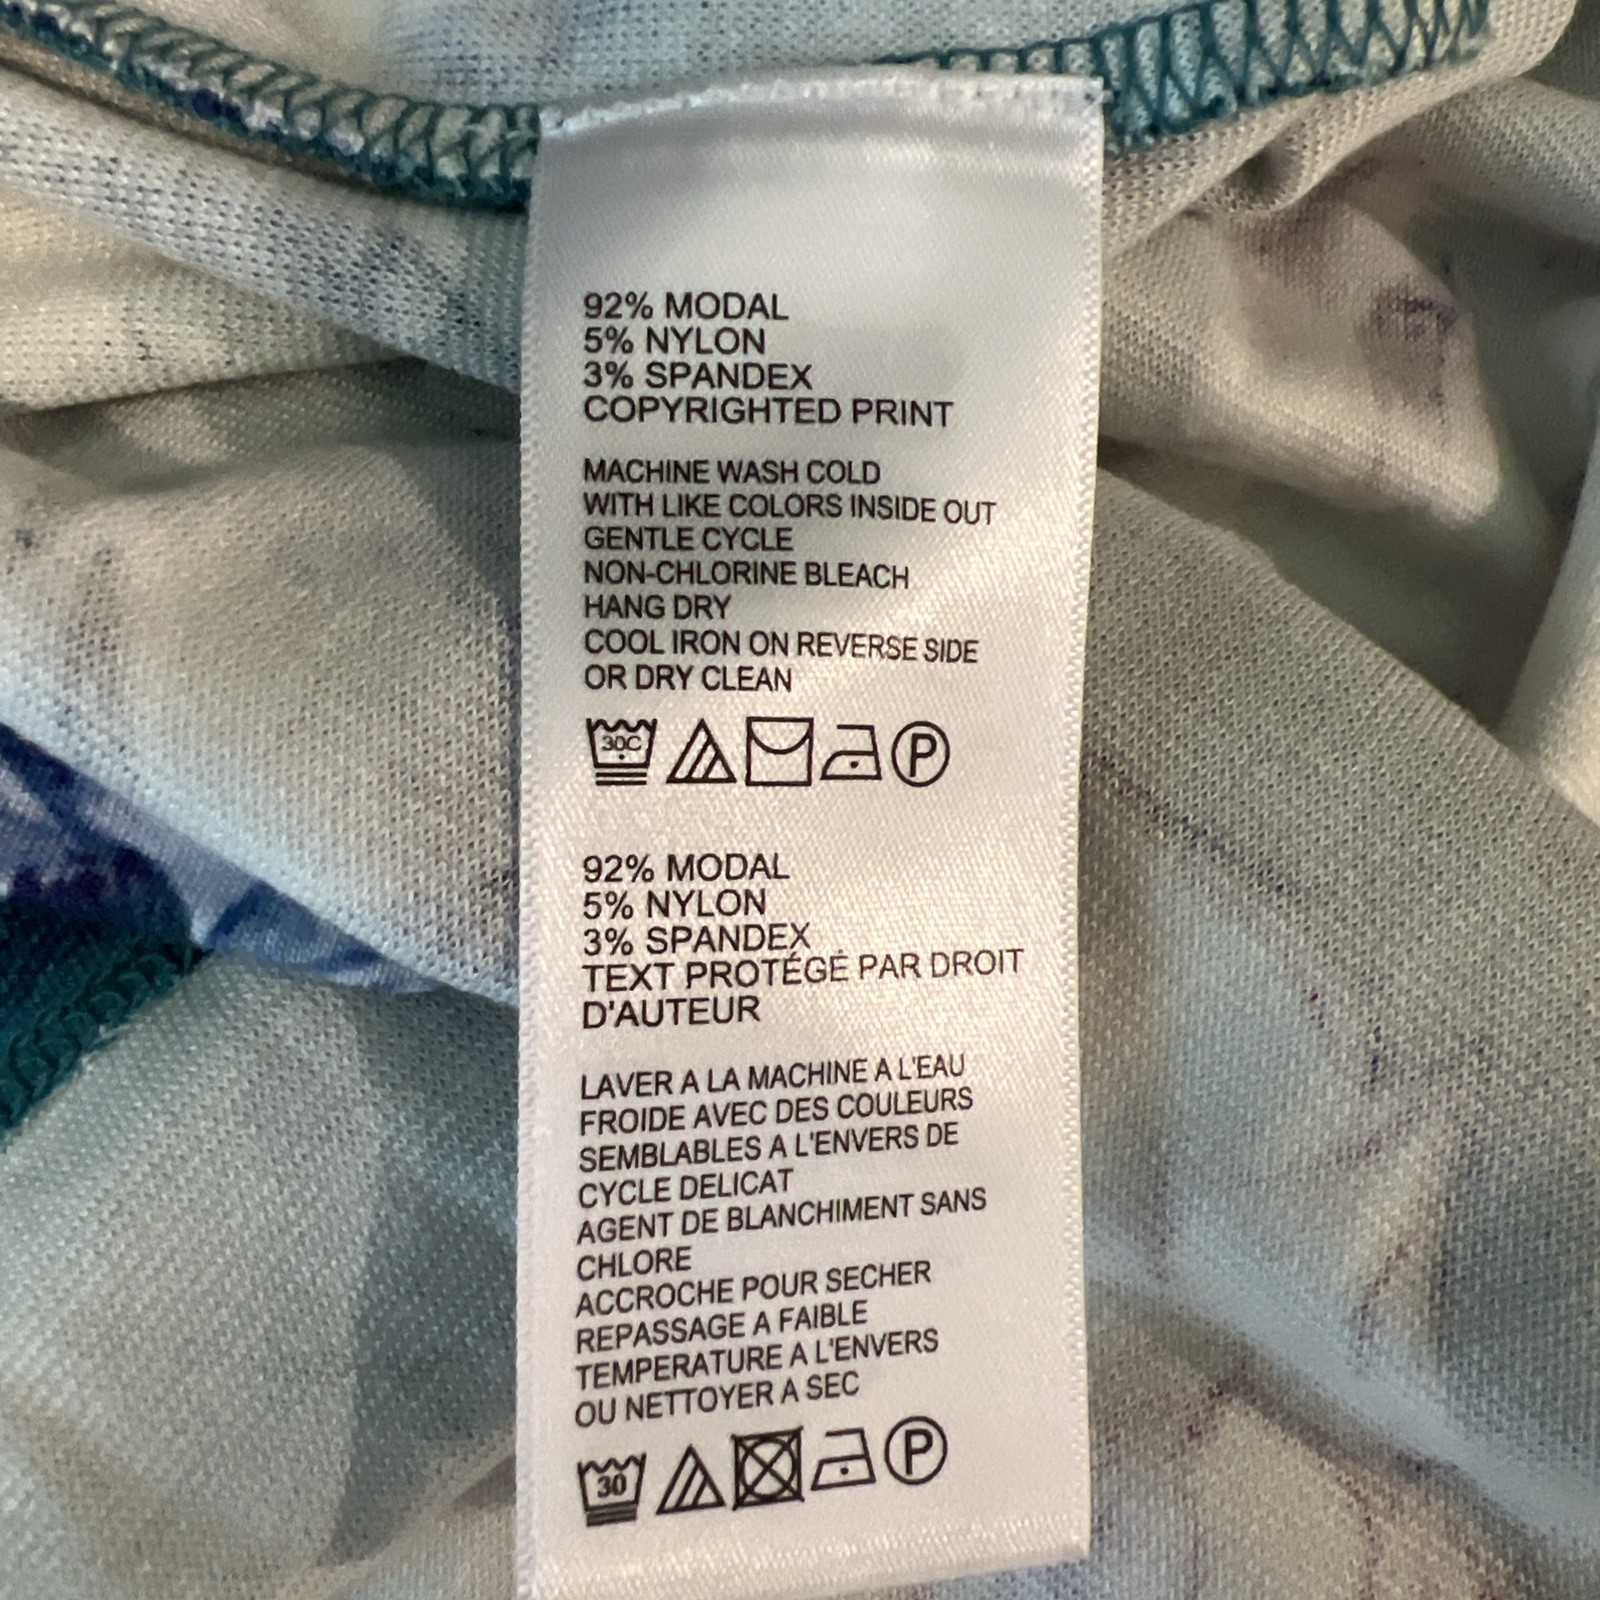 92% MODAL
5% NYLON
3% SPANDEX
COPYRIGHTED PRINT
MACHINE WASH COLD
WITH LIKE COLORS INSIDE OUT
GENTLE CYCLE
NON-CHLORINE BLEACH
HANG DRY
COOL IRON ON REVERSE SIDE
OR DRY CLEAN
30C P
92% MODAL
5% NYLON
3% SPANDEX
TEXT PROTÉGÉ PAR DROIT
D'AUTEUR
LAVER A LA MACHINE A L'EAU
FROIDE AVEC DES COULEURS
SEMBLABLES A L'ENVERS DE
CYCLE DELICAT
AGENT DE BLANCHIMENT SANS
CHLORE
ACCROCHE POUR SECHER
REPASSAGE A FAIBLE
TEMPERATURE A L'ENVERS
OU NETTOYER A SEC
30 P